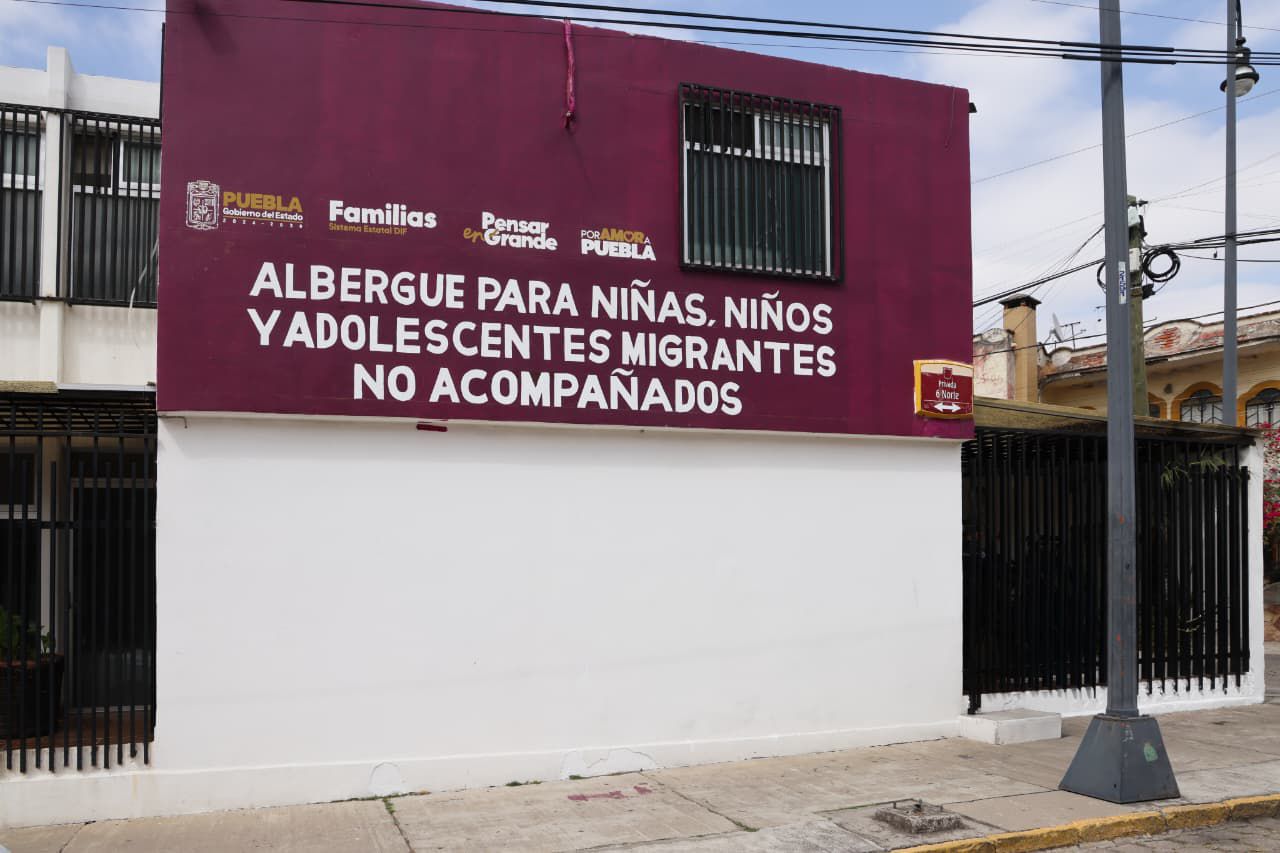 PUEBLA
Gobierno del Estado
2024 - 2030
Familias
Sistema Estatal DIF
Pensar
en Grande
POR AMOR A
PUEBLA
ALBERGUE PARA NIÑAS, NIÑOS
Y ADOLESCENTES MIGRANTES
NO ACOMPAÑADOS
Privada
6 Norte